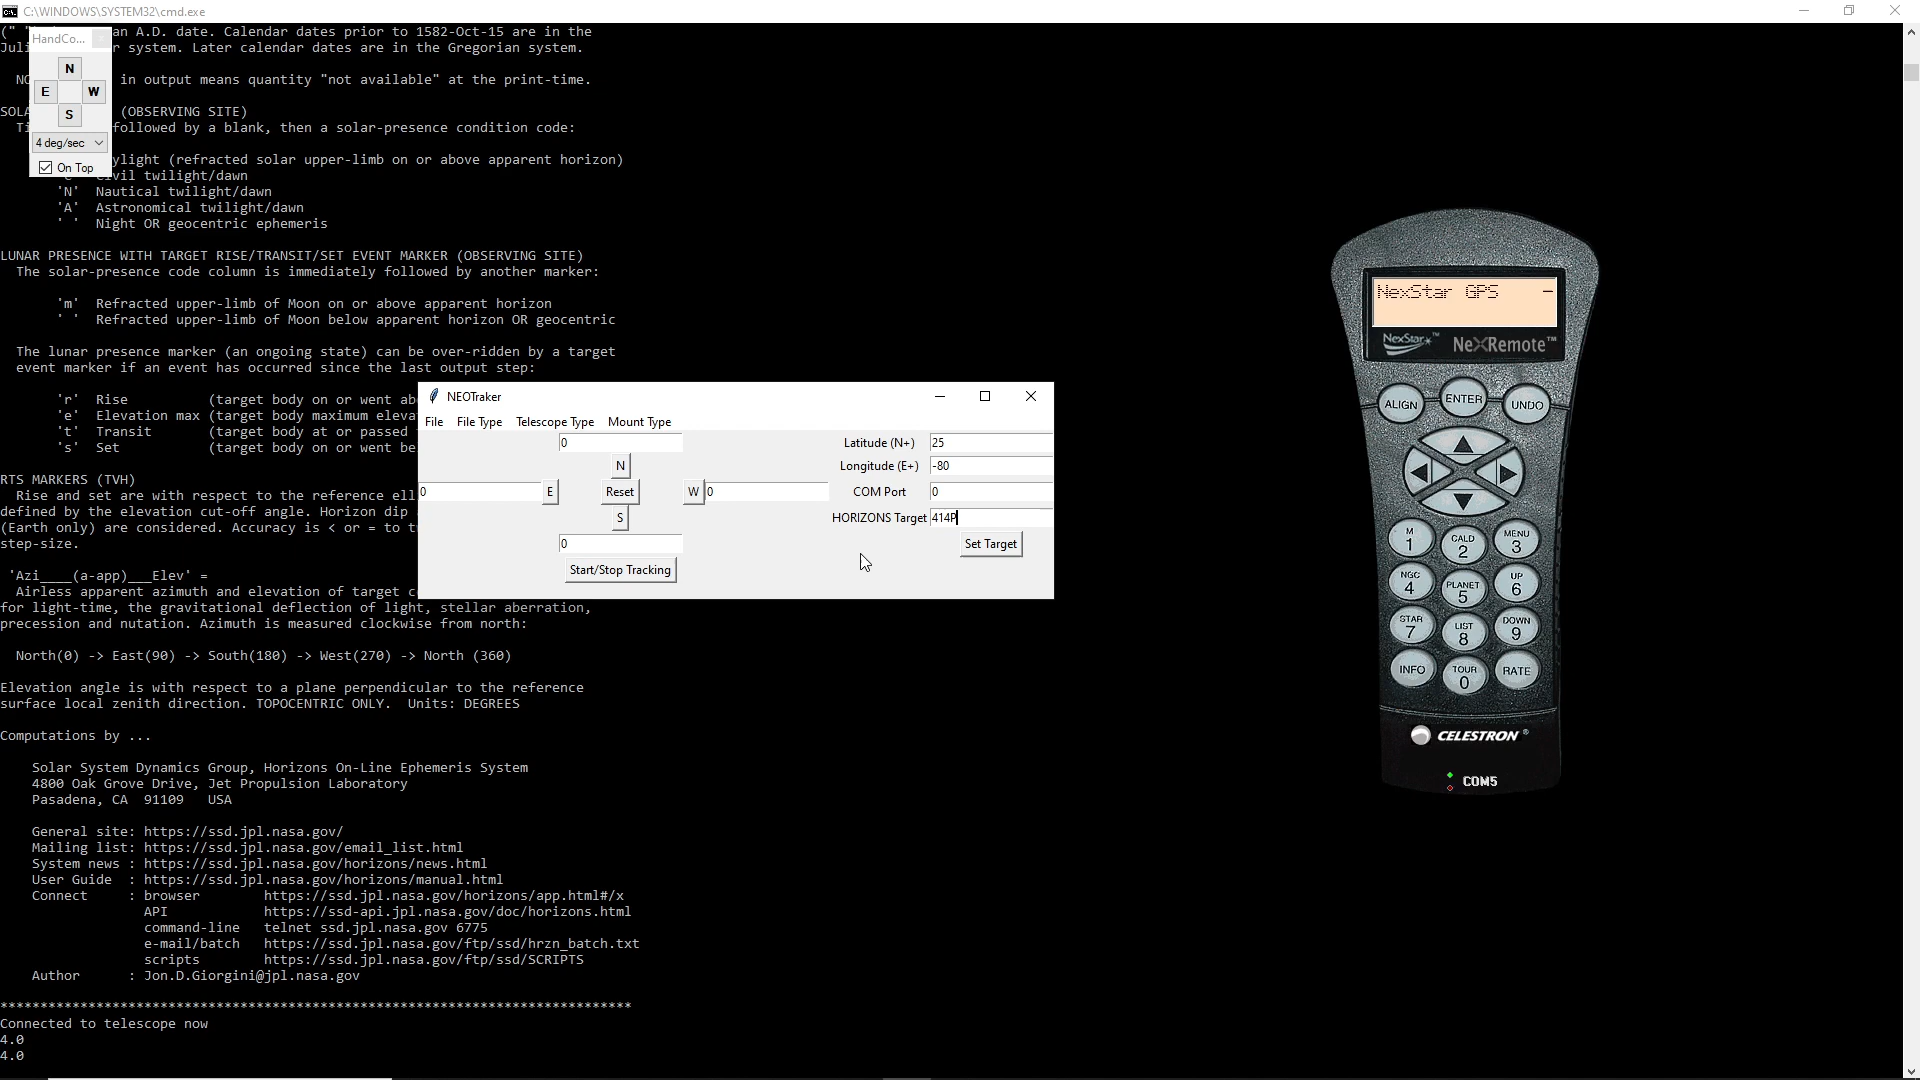 C:\WINDOWS\SYSTEM32\cmd.exe
an A.D. date. Calendar dates prior to 1582-Oct-15 are in the
r system. Later calendar dates are in the Gregorian system.
in output means quantity "not available" at the print-time.
(OBSERVING SITE)
followed by a blank, then a solar-presence condition code:
ylight (refracted solar upper-limb on or above apparent horizon)
vil twilight/dawn
'N' Nautical twilight/dawn
'A' Astronomical twilight/dawn
' ' Night OR geocentric ephemeris
LUNAR PRESENCE WITH TARGET RISE/TRANSIT/SET EVENT MARKER (OBSERVING SITE)
The solar-presence code column is immediately followed by another marker:
'm' Refracted upper-limb of Moon on or above apparent horizon
' ' Refracted upper-limb of Moon below apparent horizon OR geocentric
The lunar presence marker (an ongoing state) can be over-ridden by a target
event marker if an event has occurred since the last output step:
'r' Rise (target body on or went ab
'e' Elevation max (target body maximum eleva
't' Transit (target body at or passed
's' Set (target body on or went be
RTS MARKERS (TVH)
Rise and set are with respect to the reference ell
defined by the elevation cut-off angle. Horizon dip
(Earth only) are considered. Accuracy is < or = to t
step-size.
'Azi____(a-app)___Elev' =
Airless apparent azimuth and elevation of target c
for light-time, the gravitational deflection of light, stellar aberration,
precession and nutation. Azimuth is measured clockwise from north:
North(0) -> East(90) -> South(180) -> West(270) -> North (360)
Elevation angle is with respect to a plane perpendicular to the reference
surface local zenith direction. TOPOCENTRIC ONLY. Units: DEGREES
Computations by ...
Solar System Dynamics Group, Horizons On-Line Ephemeris System
4800 Oak Grove Drive, Jet Propulsion Laboratory
Pasadena, CA 91109 USA
General site: https://ssd.jpl.nasa.gov/
Mailing list: https://ssd.jpl.nasa.gov/email_list.html
System news : https://ssd.jpl.nasa.gov/horizons/news.html
User Guide : https://ssd.jpl.nasa.gov/horizons/manual.html
Connect : browser https://ssd.jpl.nasa.gov/horizons/app.html#/x
API https://ssd-api.jpl.nasa.gov/doc/horizons.html
command-line telnet ssd.jpl.nasa.gov 6775
e-mail/batch https://ssd.jpl.nasa.gov/ftp/ssd/hrzn_batch.txt
scripts https://ssd.jpl.nasa.gov/ftp/ssd/SCRIPTS
Author : Jon.D.Giorgini@jpl.nasa.gov
*******************************************************************************
Connected to telescope now
4.0
4.0
HandCo...
N
E W
S
4 deg/sec
On Top
NEOTraker
File File Type Telescope Type Mount Type
0
N
0 E Reset W 0
S
0
Start/Stop Tracking
Latitude (N+) 25
Longitude (E+) -80
COM Port 0
HORIZONS Target 414P
Set Target
NexStar GPS
NexStar™ NeXRemote™
ALIGN ENTER UNDO
M 1 CALD 2 MENU 3
NGC 4 PLANET 5 UP 6
STAR 7 LIST 8 DOWN 9
INFO TOUR 0 RATE
CELESTRON®
COM5